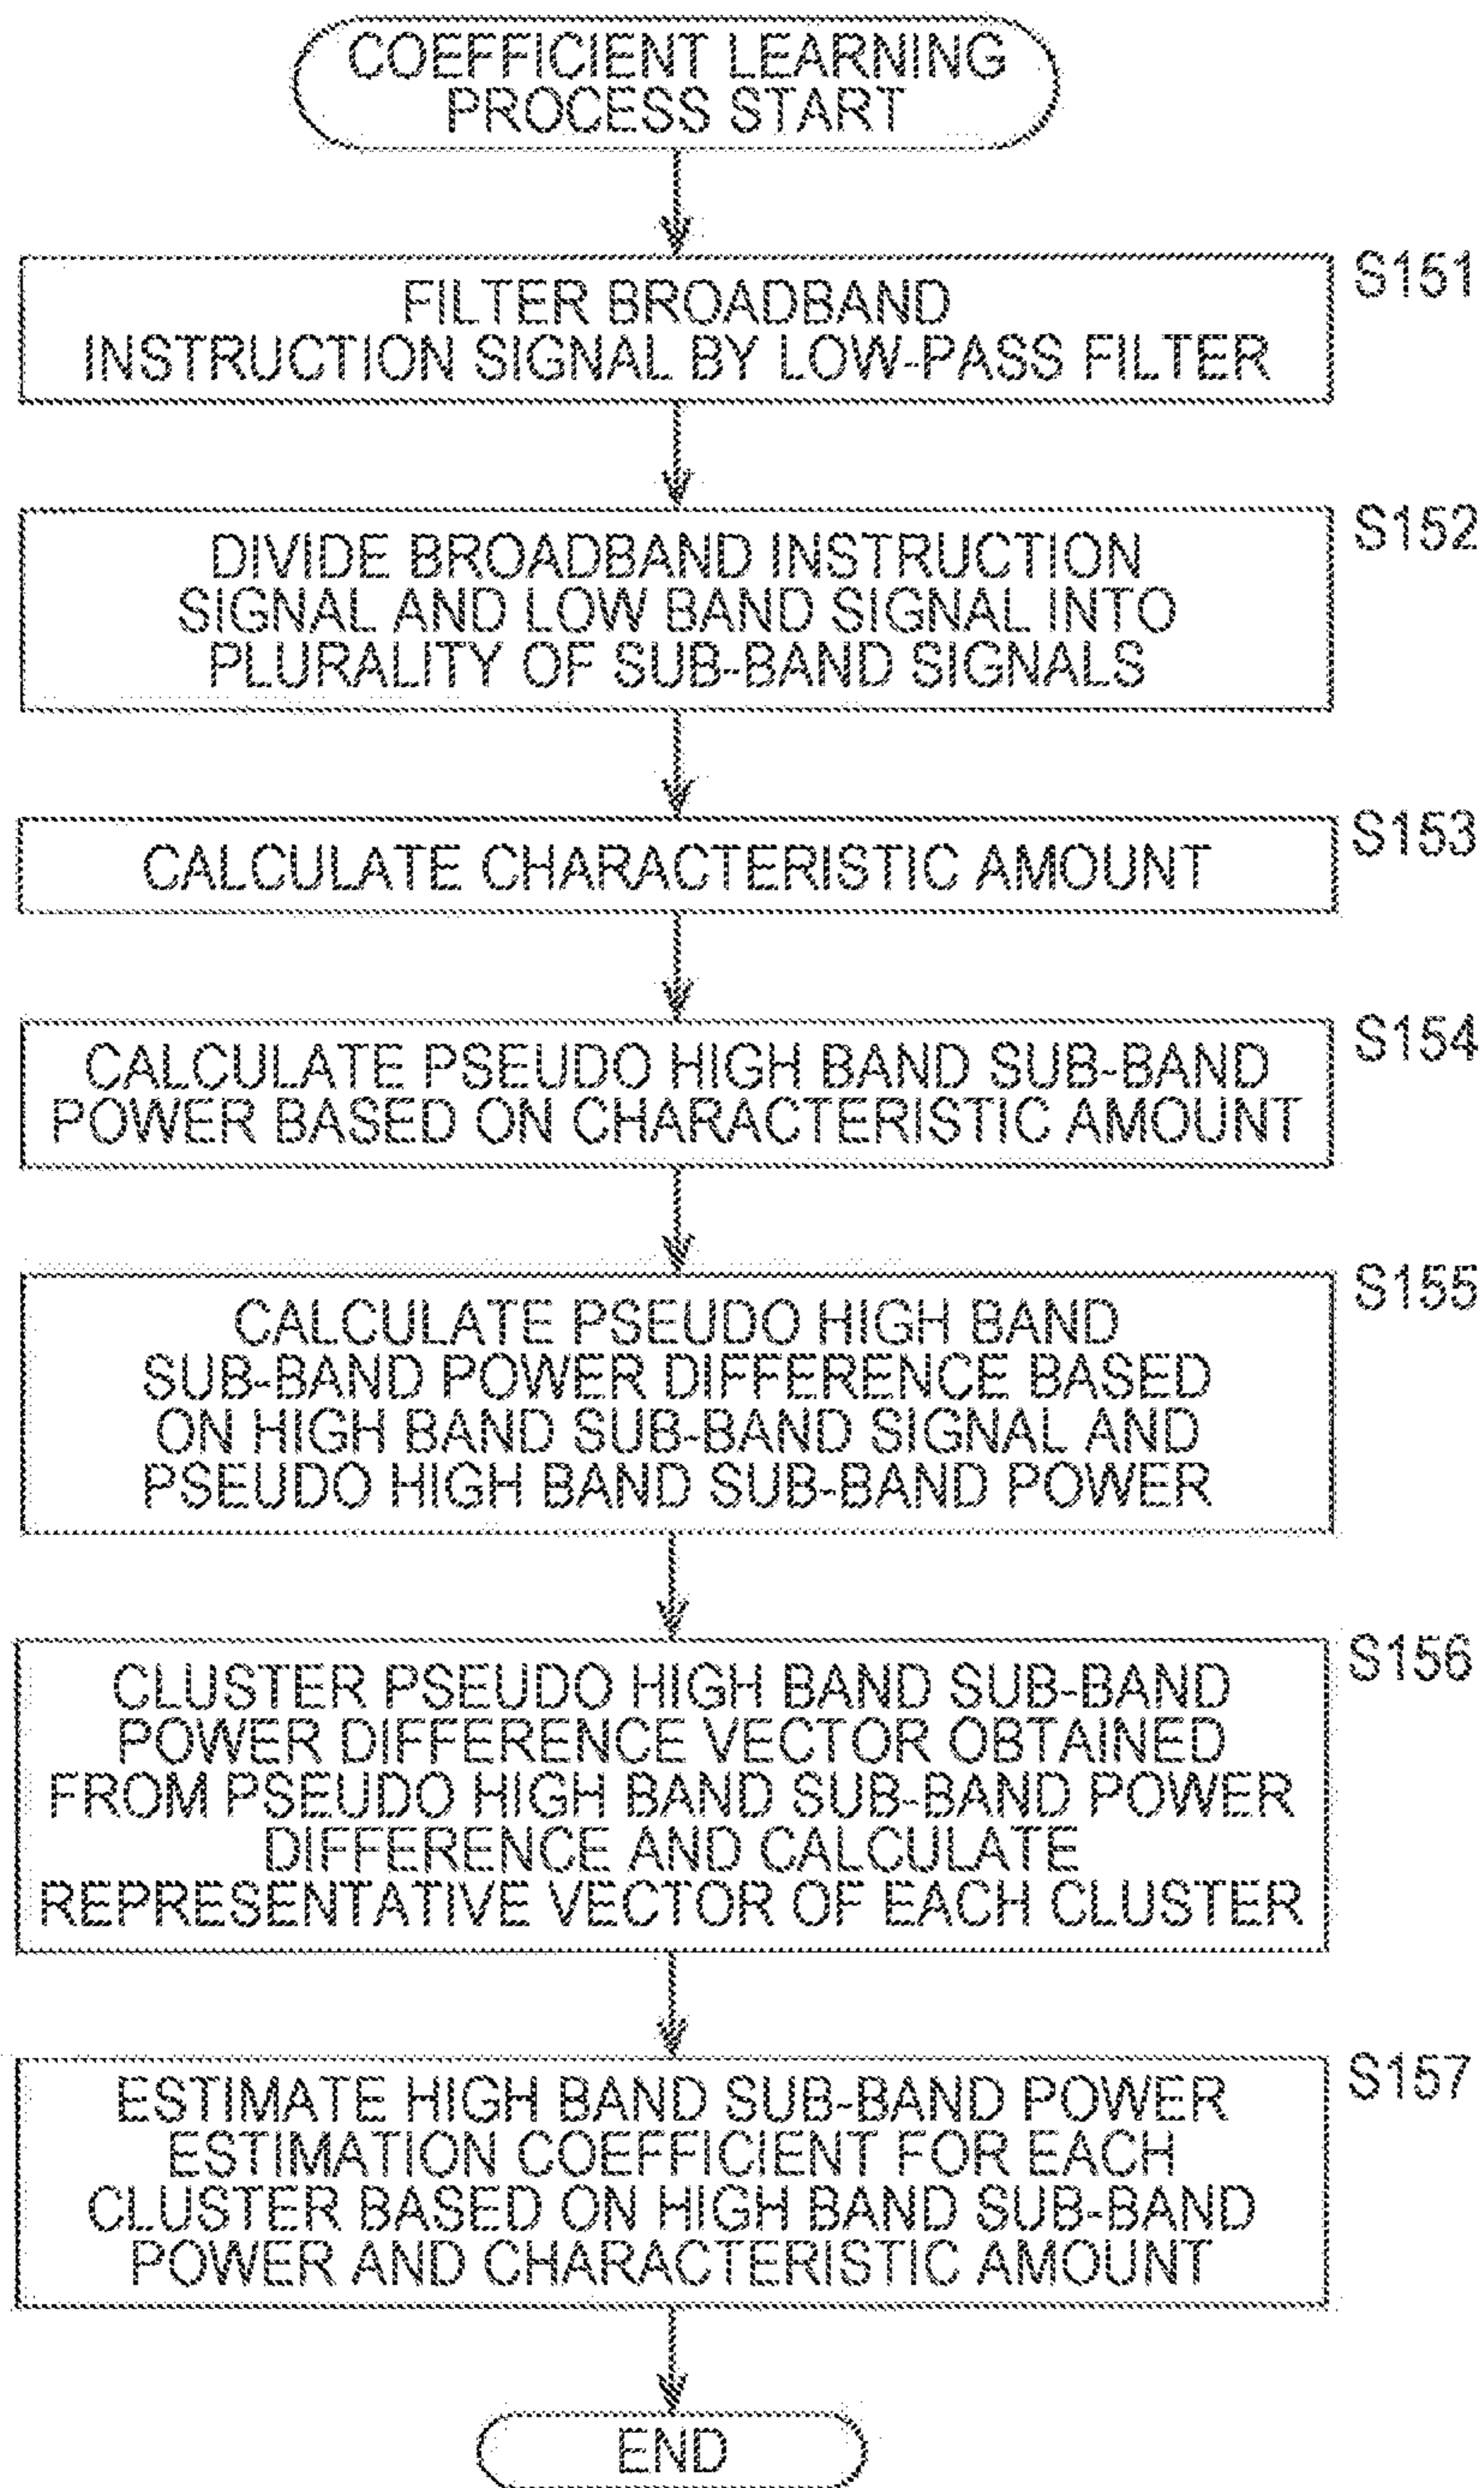 COEFFICIENT LEARNING
PROCESS START
S151
FILTER BROADBAND
INSTRUCTION SIGNAL BY LOW-PASS FILTER
S152
DIVIDE BROADBAND INSTRUCTION
SIGNAL AND LOW BAND SIGNAL INTO
PLURALITY OF SUB-BAND SIGNALS
S153
CALCULATE CHARACTERISTIC AMOUNT
S154
CALCULATE PSEUDO HIGH BAND SUB-BAND
POWER BASED ON CHARACTERISTIC AMOUNT
S155
CALCULATE PSEUDO HIGH BAND
SUB-BAND POWER DIFFERENCE BASED
ON HIGH BAND SUB-BAND SIGNAL AND
PSEUDO HIGH BAND SUB-BAND POWER
S156
CLUSTER PSEUDO HIGH BAND SUB-BAND
POWER DIFFERENCE VECTOR OBTAINED
FROM PSEUDO HIGH BAND SUB-BAND POWER
DIFFERENCE AND CALCULATE
REPRESENTATIVE VECTOR OF EACH CLUSTER
S157
ESTIMATE HIGH BAND SUB-BAND POWER
ESTIMATION COEFFICIENT FOR EACH
CLUSTER BASED ON HIGH BAND SUB-BAND
POWER AND CHARACTERISTIC AMOUNT
END